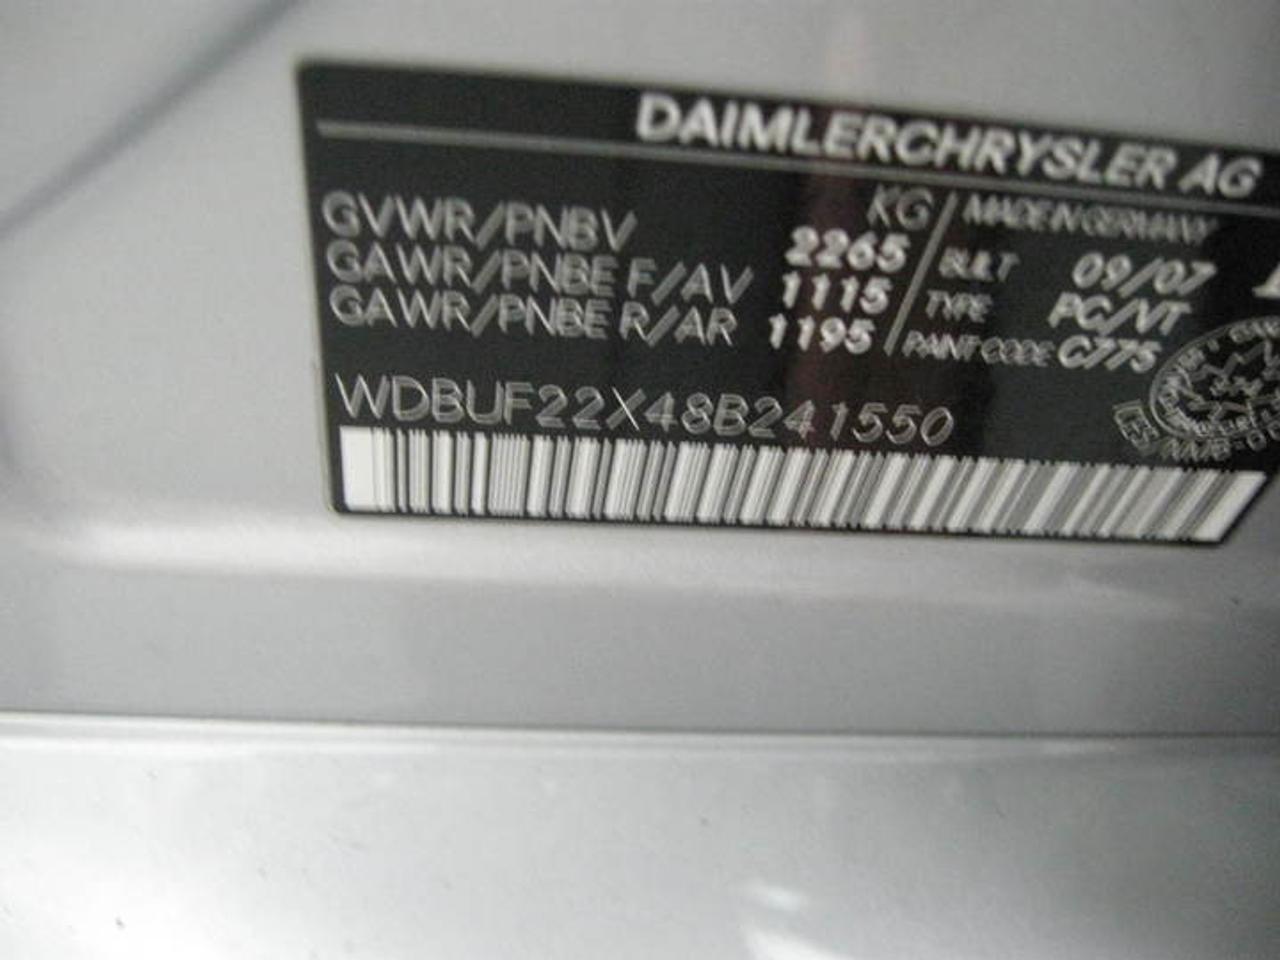 DAIMLERCHRYSLER AG
KG
GVWR/PNBV 2265
GAWR/PNBE F/AV 1115
GAWR/PNBE R/AR 1195
MADE IN GERMANY
BUILT 09/07
TYPE PC/VT
PAINT CODE C775
WDBUF22X48B241550